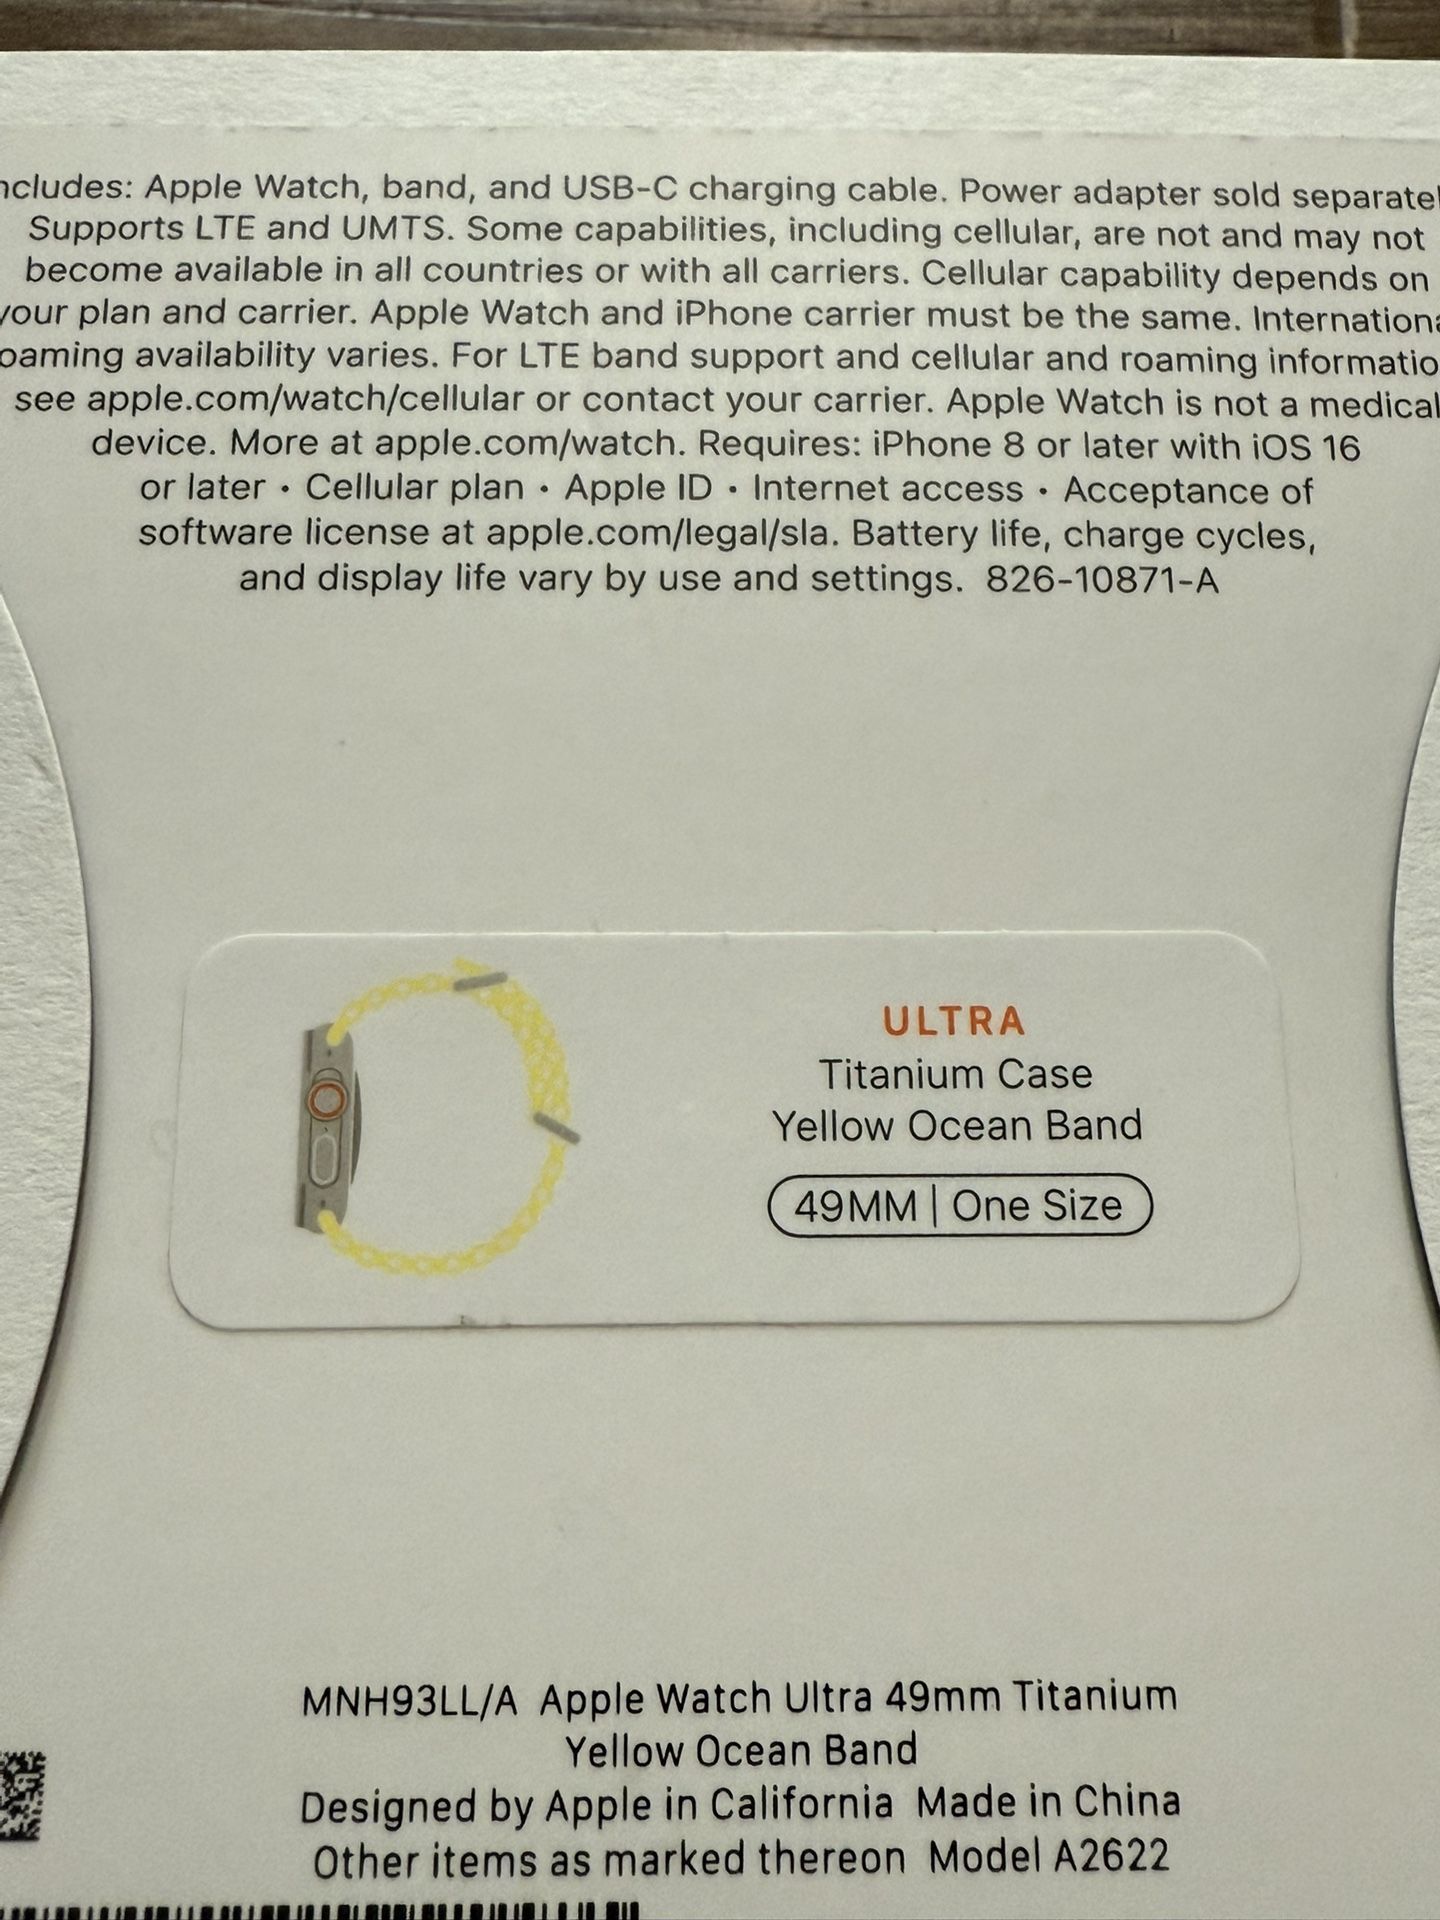 ncludes: Apple Watch, band, and USB-C charging cable. Power adapter sold separatel
Supports LTE and UMTS. Some capabilities, including cellular, are not and may not
become available in all countries or with all carriers. Cellular capability depends on
your plan and carrier. Apple Watch and iPhone carrier must be the same. Internationa
oaming availability varies. For LTE band support and cellular and roaming informatio
see apple.com/watch/cellular or contact your carrier. Apple Watch is not a medical
device. More at apple.com/watch. Requires: iPhone 8 or later with iOS 16
or later • Cellular plan • Apple ID • Internet access • Acceptance of
software license at apple.com/legal/sla. Battery life, charge cycles,
and display life vary by use and settings. 826-10871-A
ULTRA
Titanium Case
Yellow Ocean Band
49MM | One Size
MNH93LL/A Apple Watch Ultra 49mm Titanium
Yellow Ocean Band
Designed by Apple in California Made in China
Other items as marked thereon Model A2622